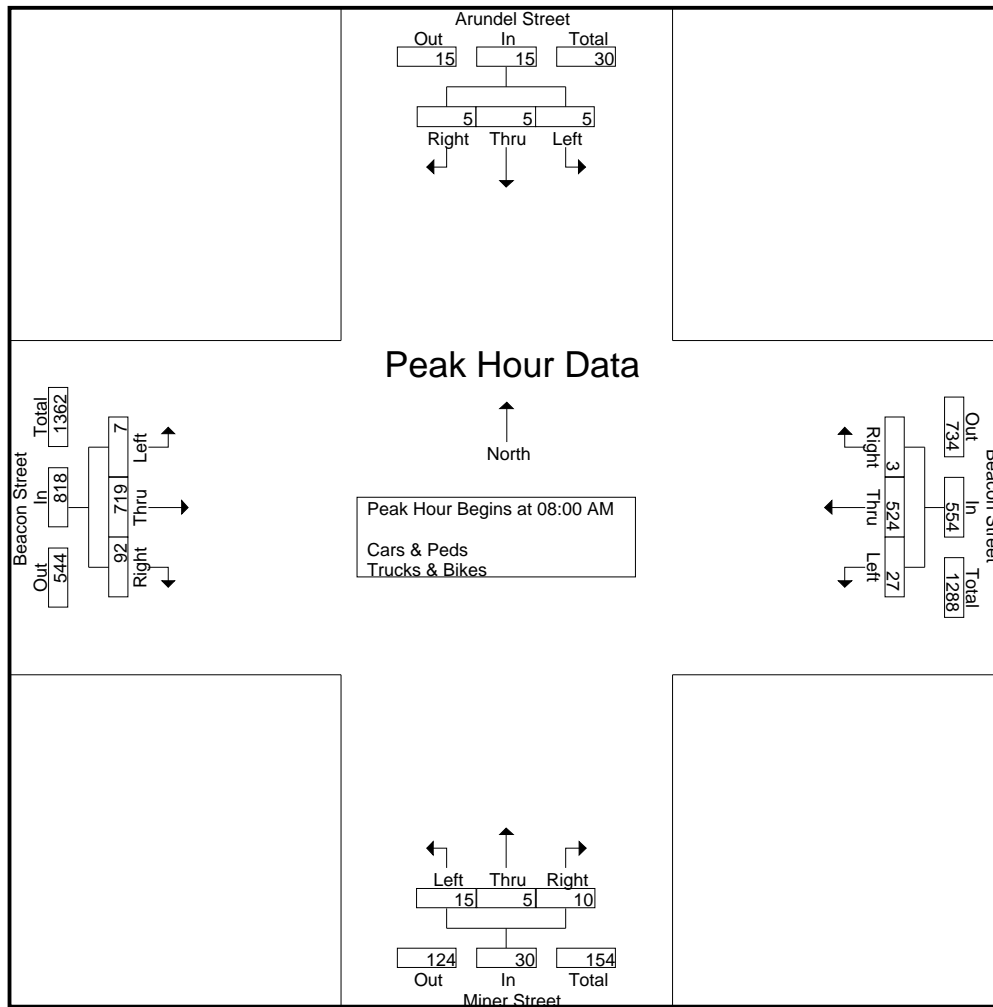 Arundel Street
Out In Total
15 15 30
5 5 5
Right Thru Left
Peak Hour Data
North
Peak Hour Begins at 08:00 AM
Cars & Peds
Trucks & Bikes
Beacon Street
Out In Total
544 818 1362
7 719 92
Left Thru Right
Beacon Street
Out In Total
734 554 1288
3 524 27
Right Thru Left
Left Thru Right
15 5 10
124 30 154
Out In Total
Miner Street